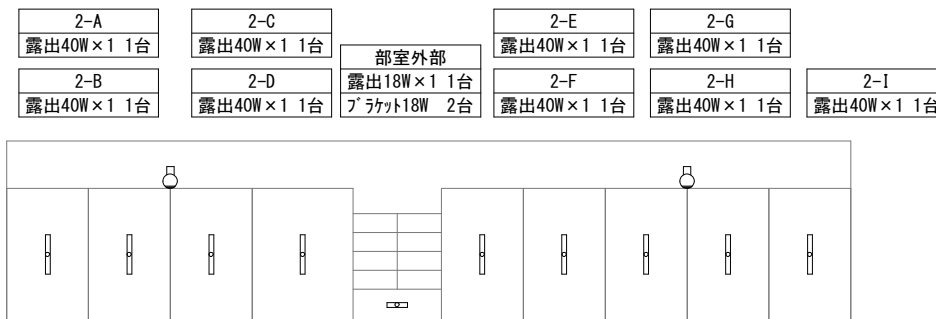 2-A
露出40W×1 1台
2-B
露出40W×1 1台
2-C
露出40W×1 1台
2-D
露出40W×1 1台
部室外部
露出18W×1 1台
ブラケット18W 2台
2-E
露出40W×1 1台
2-F
露出40W×1 1台
2-G
露出40W×1 1台
2-H
露出40W×1 1台
2-I
露出40W×1 1台